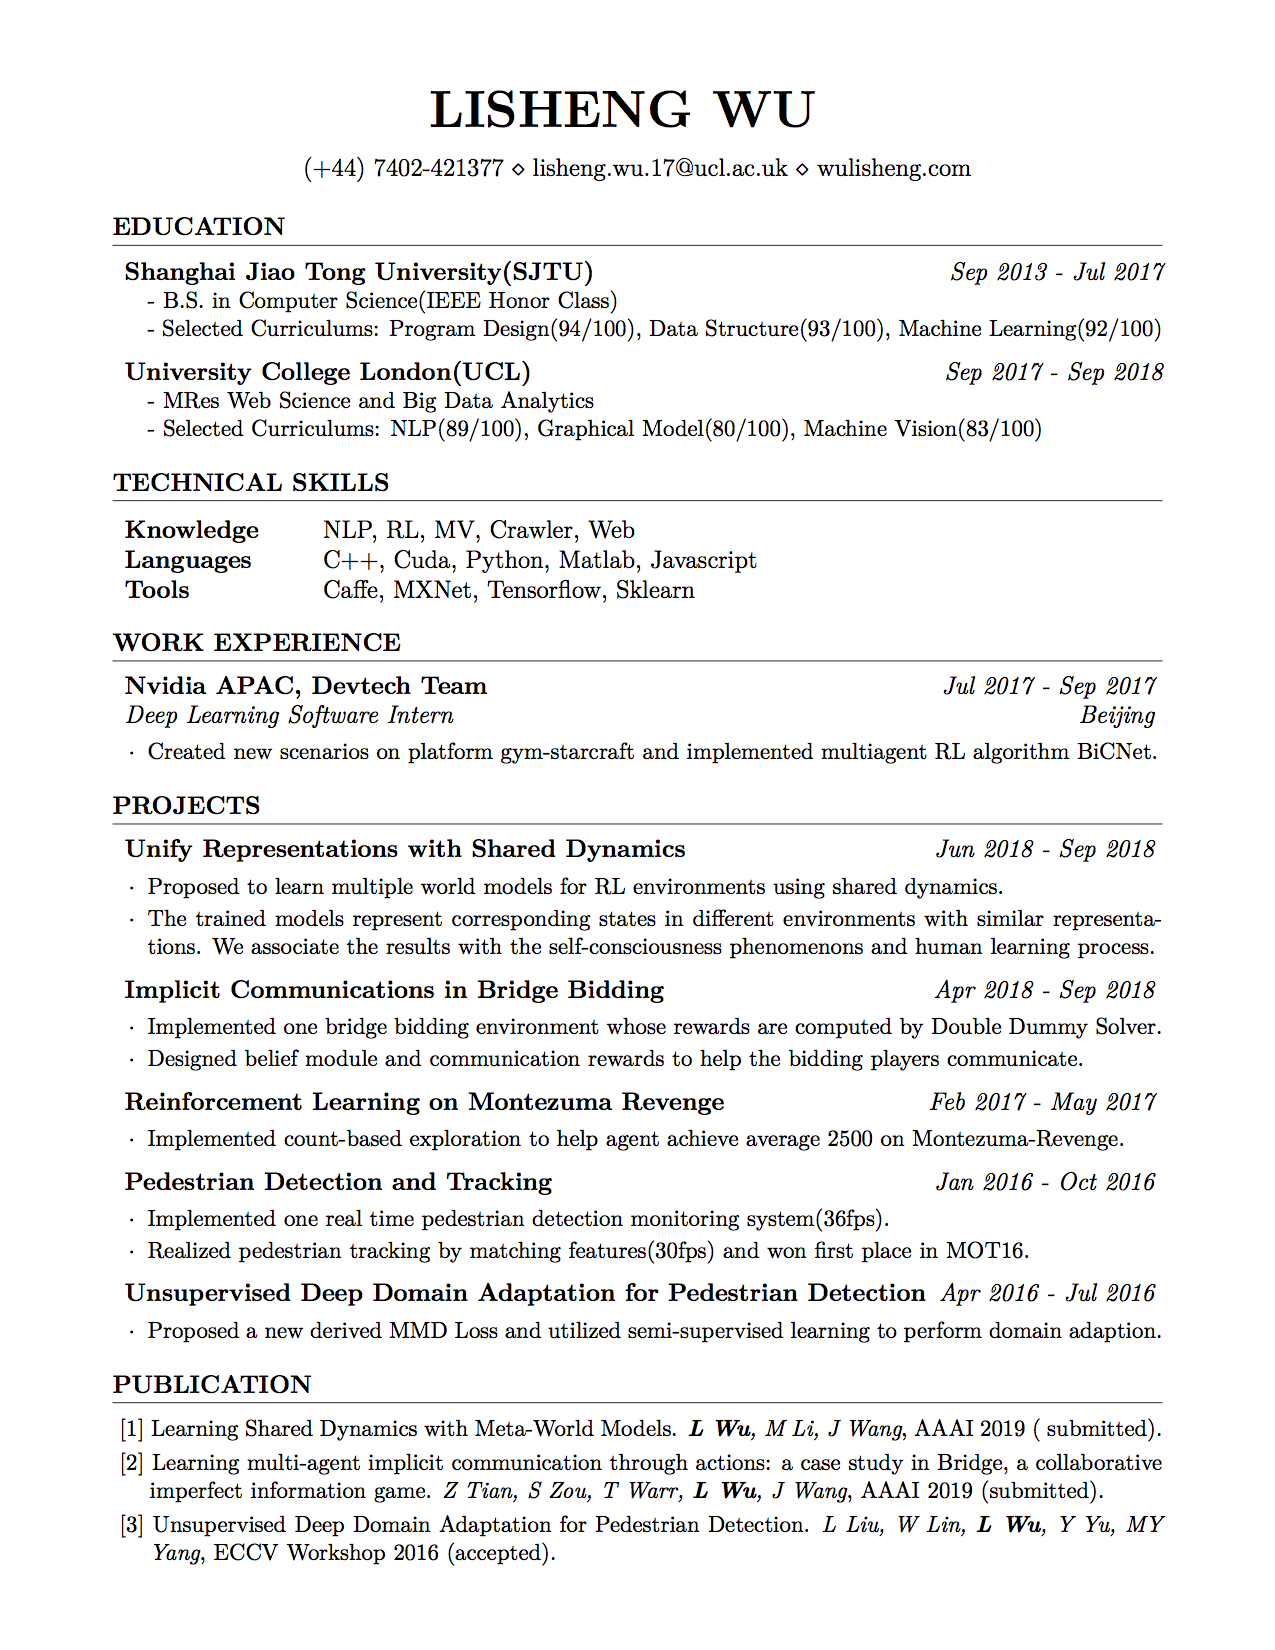 LISHENG WU
(+44) 7402-421377 ⋄ lisheng.wu.17@ucl.ac.uk ⋄ wulisheng.com
EDUCATION
Shanghai Jiao Tong University(SJTU) Sep 2013 - Jul 2017
- B.S. in Computer Science(IEEE Honor Class)
- Selected Curriculums: Program Design(94/100), Data Structure(93/100), Machine Learning(92/100)
University College London(UCL) Sep 2017 - Sep 2018
- MRes Web Science and Big Data Analytics
- Selected Curriculums: NLP(89/100), Graphical Model(80/100), Machine Vision(83/100)
TECHNICAL SKILLS
Knowledge NLP, RL, MV, Crawler, Web
Languages C++, Cuda, Python, Matlab, Javascript
Tools Caffe, MXNet, Tensorflow, Sklearn
WORK EXPERIENCE
Nvidia APAC, Devtech Team Jul 2017 - Sep 2017
Deep Learning Software Intern Beijing
· Created new scenarios on platform gym-starcraft and implemented multiagent RL algorithm BiCNet.
PROJECTS
Unify Representations with Shared Dynamics Jun 2018 - Sep 2018
· Proposed to learn multiple world models for RL environments using shared dynamics.
· The trained models represent corresponding states in different environments with similar representa-
tions. We associate the results with the self-consciousness phenomenons and human learning process.
Implicit Communications in Bridge Bidding Apr 2018 - Sep 2018
· Implemented one bridge bidding environment whose rewards are computed by Double Dummy Solver.
· Designed belief module and communication rewards to help the bidding players communicate.
Reinforcement Learning on Montezuma Revenge Feb 2017 - May 2017
· Implemented count-based exploration to help agent achieve average 2500 on Montezuma-Revenge.
Pedestrian Detection and Tracking Jan 2016 - Oct 2016
· Implemented one real time pedestrian detection monitoring system(36fps).
· Realized pedestrian tracking by matching features(30fps) and won first place in MOT16.
Unsupervised Deep Domain Adaptation for Pedestrian Detection Apr 2016 - Jul 2016
· Proposed a new derived MMD Loss and utilized semi-supervised learning to perform domain adaption.
PUBLICATION
[1] Learning Shared Dynamics with Meta-World Models. L Wu, M Li, J Wang, AAAI 2019 ( submitted).
[2] Learning multi-agent implicit communication through actions: a case study in Bridge, a collaborative
imperfect information game. Z Tian, S Zou, T Warr, L Wu, J Wang, AAAI 2019 (submitted).
[3] Unsupervised Deep Domain Adaptation for Pedestrian Detection. L Liu, W Lin, L Wu, Y Yu, MY
Yang, ECCV Workshop 2016 (accepted).